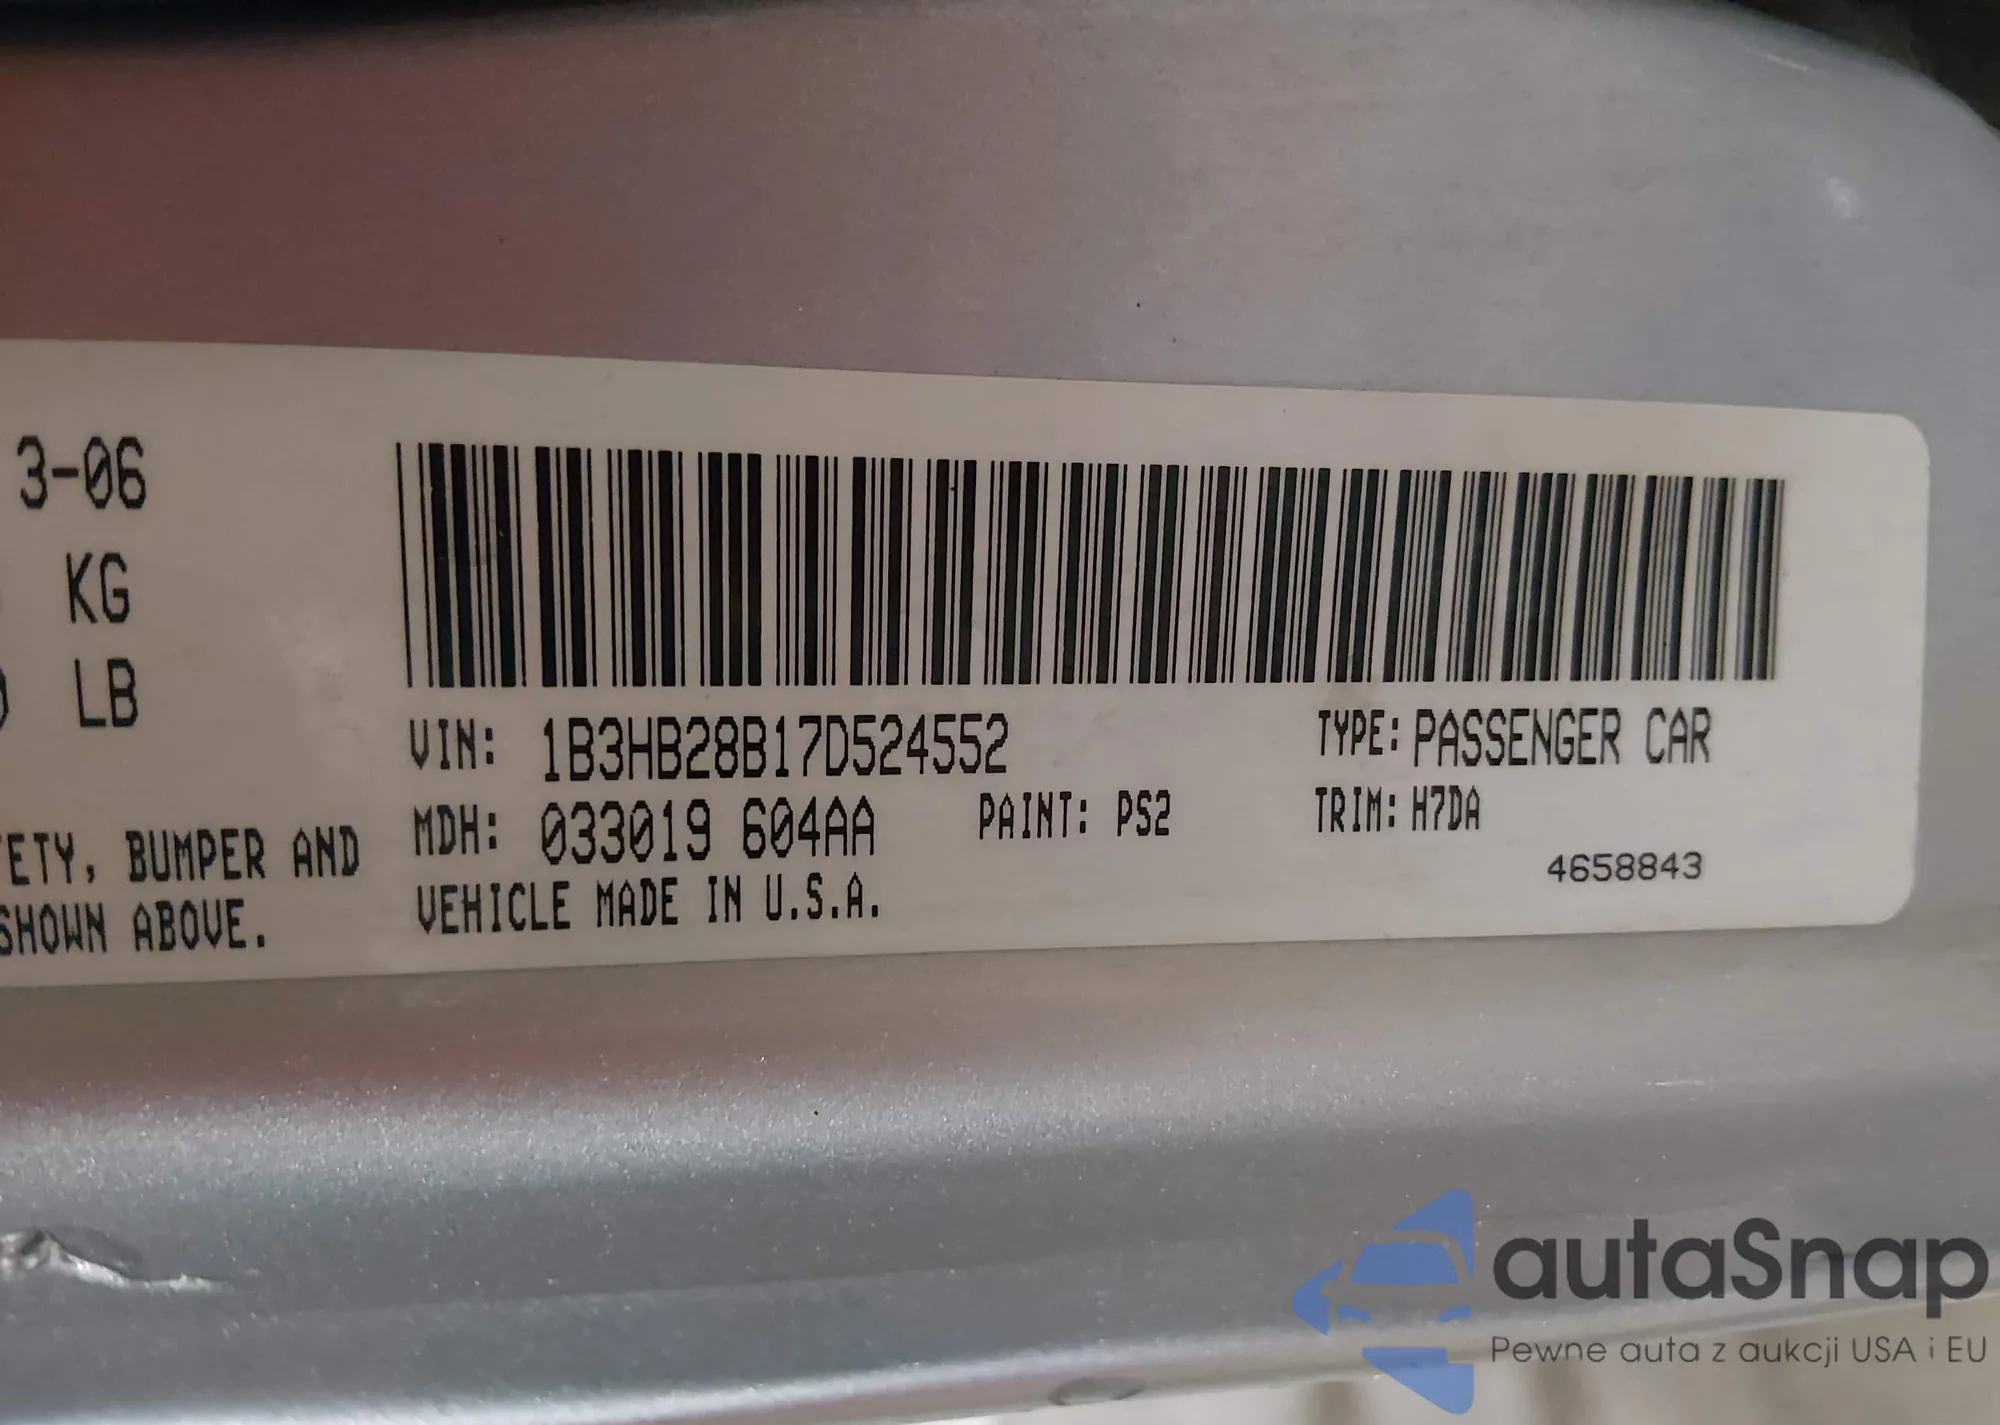 3-06
KG
LB
VIN: 1B3HB28B17D524552
TYPE: PASSENGER CAR
MDH: 033019 604AA
PAINT: PS2
TRIM: H7DA
4658843
VEHICLE MADE IN U.S.A.
ETY, BUMPER AND
SHOWN ABOVE.
autaSnap
Pewne auta z aukcji USA i EU